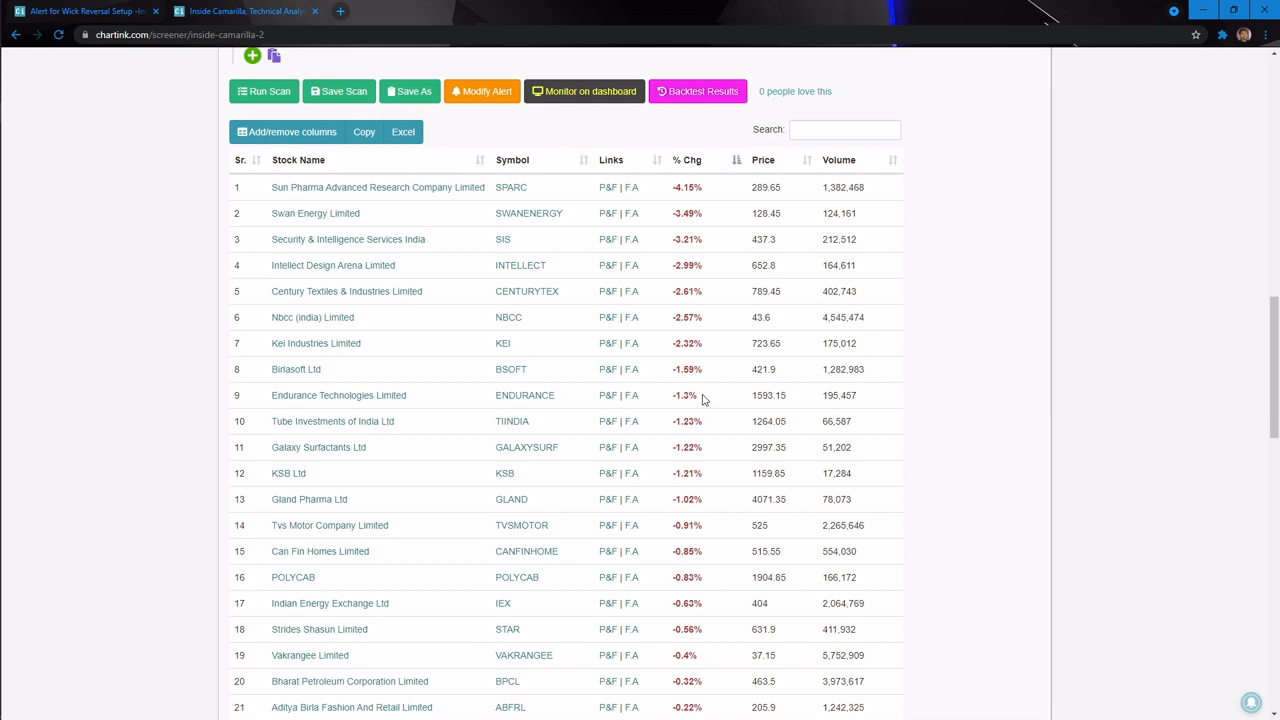 Alert for Wick Reversal Setup -In
Inside Camarilla, Technical Analy
chartink.com/screener/inside-camarilla-2
Run Scan Save Scan Save As Modify Alert Monitor on dashboard Backtest Results 0 people love this
Add/remove columns Copy Excel Search:
Sr. Stock Name Symbol Links % Chg Price Volume
1 Sun Pharma Advanced Research Company Limited SPARC P&F | F.A -4.15% 289.65 1,382,468
2 Swan Energy Limited SWANENERGY P&F | F.A -3.49% 128.45 124,161
3 Security & Intelligence Services India SIS P&F | F.A -3.21% 437.3 212,512
4 Intellect Design Arena Limited INTELLECT P&F | F.A -2.99% 652.8 164,611
5 Century Textiles & Industries Limited CENTURYTEX P&F | F.A -2.61% 789.45 402,743
6 Nbcc (india) Limited NBCC P&F | F.A -2.57% 43.6 4,545,474
7 Kei Industries Limited KEI P&F | F.A -2.32% 723.65 175,012
8 Birlasoft Ltd BSOFT P&F | F.A -1.59% 421.9 1,282,983
9 Endurance Technologies Limited ENDURANCE P&F | F.A -1.3% 1593.15 195,457
10 Tube Investments of India Ltd TIINDIA P&F | F.A -1.23% 1264.05 66,587
11 Galaxy Surfactants Ltd GALAXYSURF P&F | F.A -1.22% 2997.35 51,202
12 KSB Ltd KSB P&F | F.A -1.21% 1159.85 17,284
13 Gland Pharma Ltd GLAND P&F | F.A -1.02% 4071.35 78,073
14 Tvs Motor Company Limited TVSMOTOR P&F | F.A -0.91% 525 2,265,646
15 Can Fin Homes Limited CANFINHOME P&F | F.A -0.85% 515.55 554,030
16 POLYCAB POLYCAB P&F | F.A -0.83% 1904.85 166,172
17 Indian Energy Exchange Ltd IEX P&F | F.A -0.63% 404 2,064,769
18 Strides Shasun Limited STAR P&F | F.A -0.56% 631.9 411,932
19 Vakrangee Limited VAKRANGEE P&F | F.A -0.4% 37.15 5,752,909
20 Bharat Petroleum Corporation Limited BPCL P&F | F.A -0.32% 463.5 3,973,617
21 Aditya Birla Fashion And Retail Limited ABFRL P&F | F.A -0.22% 205.9 1,242,325